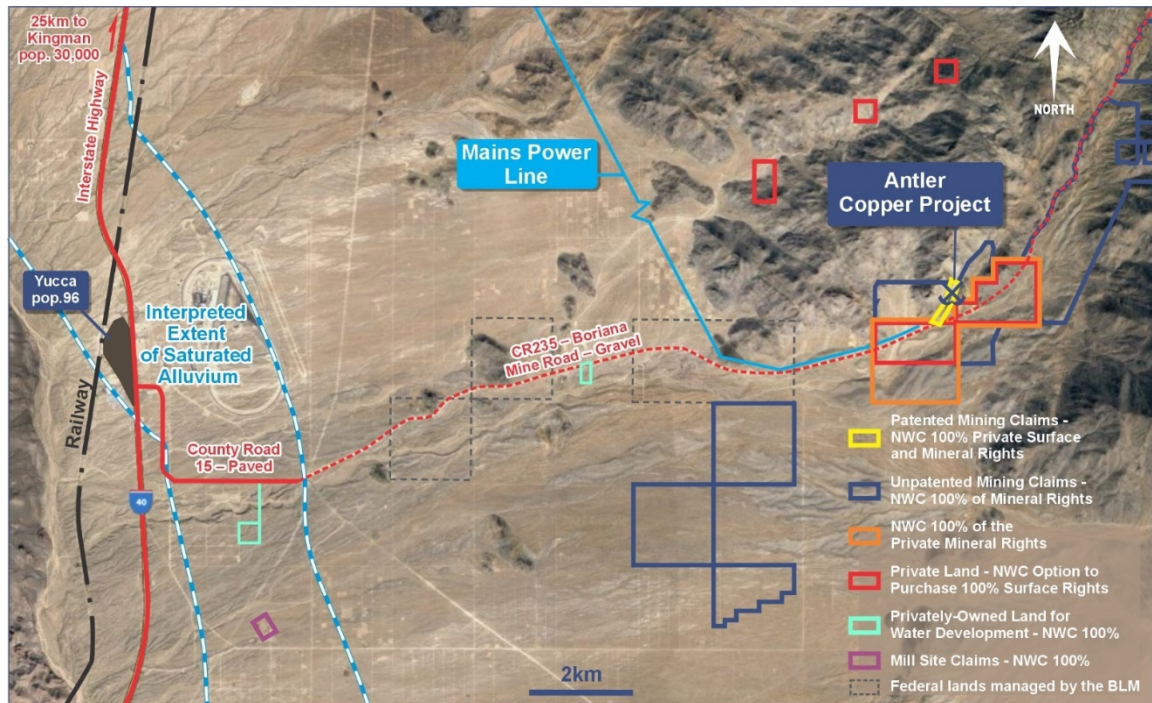 25km to
Kingman
pop. 30,000
Interstate Highway
NORTH
Mains Power
Line
Antler
Copper Project
Yucca
pop.96
Interpreted
Extent
of Saturated
Alluvium
CR235 – Boriana
Mine Road – Gravel
Railway
County Road
15 – Paved
40
Patented Mining Claims -
NWC 100% Private Surface
and Mineral Rights
Unpatented Mining Claims -
NWC 100% of Mineral Rights
NWC 100% of the
Private Mineral Rights
Private Land - NWC Option to
Purchase 100% Surface Rights
Privately-Owned Land for
Water Development - NWC 100%
Mill Site Claims - NWC 100%
Federal lands managed by the BLM
2km